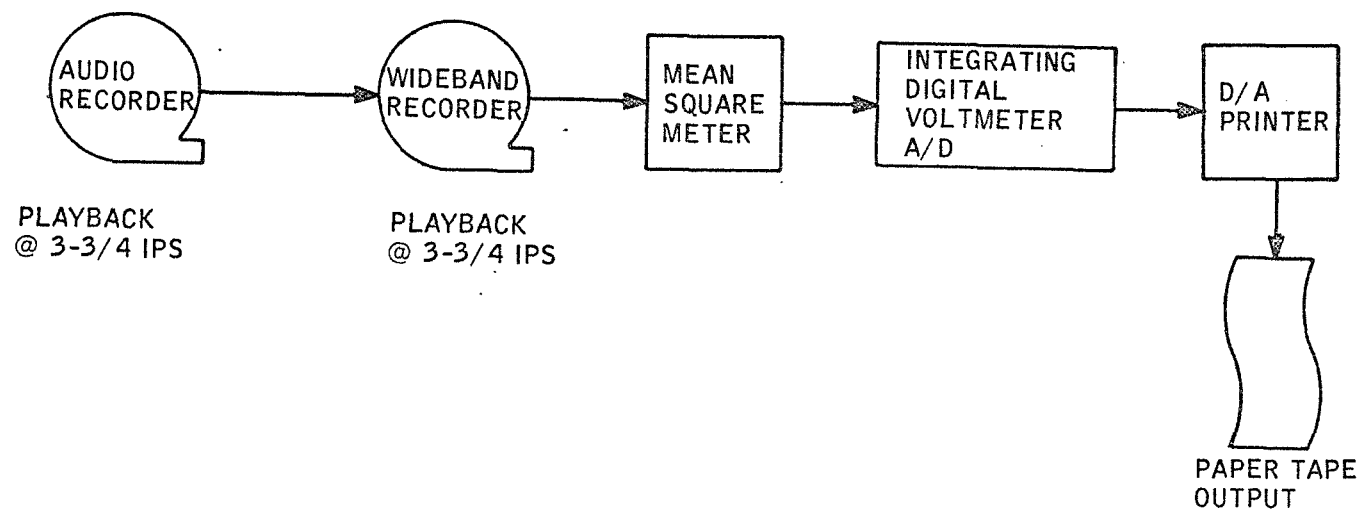 AUDIO
RECORDER
WIDEBAND
RECORDER
MEAN
SQUARE
METER
INTEGRATING
DIGITAL
VOLTMETER
A/D
D/A
PRINTER
PLAYBACK
@ 3-3/4 IPS
PLAYBACK
@ 3-3/4 IPS
PAPER TAPE
OUTPUT